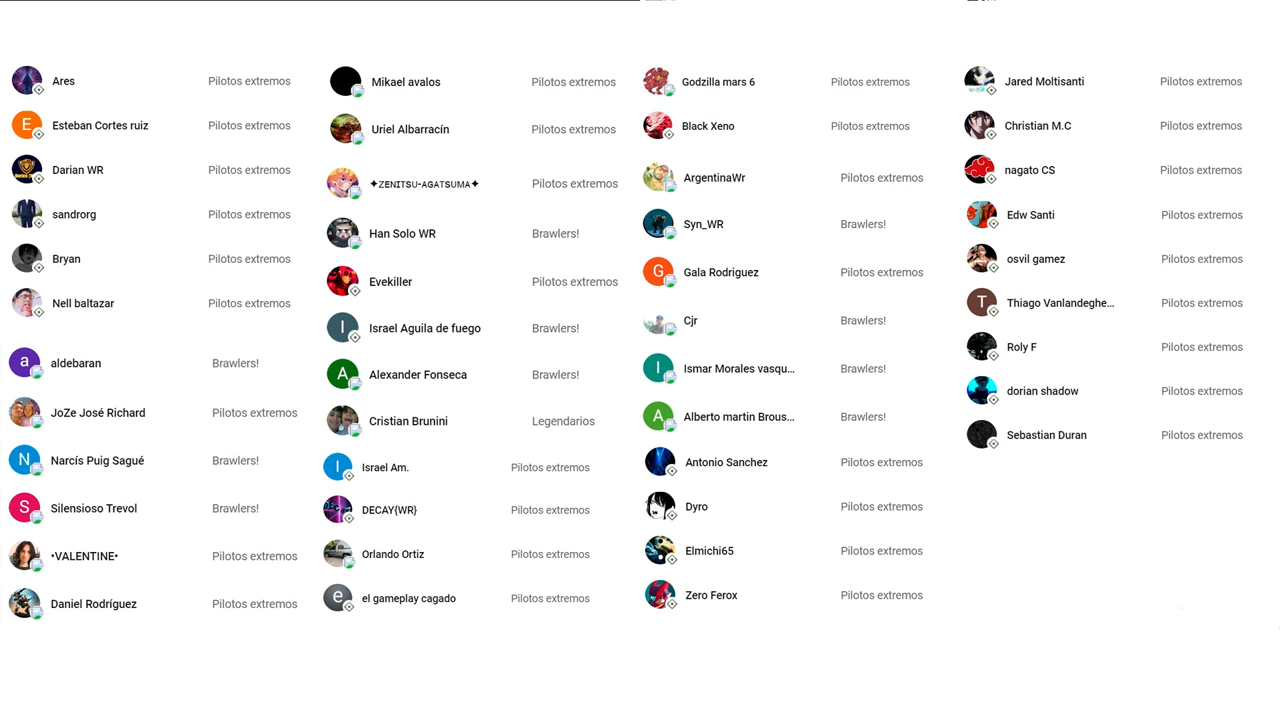 Ares Pilotos extremos
E Esteban Cortes ruiz Pilotos extremos
Darian WR Pilotos extremos
sandrorg Pilotos extremos
Bryan Pilotos extremos
Nell baltazar Pilotos extremos
a aldebaran Brawlers!
JoZe José Richard Pilotos extremos
N Narcís Puig Sagué Brawlers!
S Silensioso Trevol Brawlers!
•VALENTINE• Pilotos extremos
Daniel Rodríguez Pilotos extremos
Mikael avalos Pilotos extremos
Uriel Albarracín Pilotos extremos
✦ZENITSU-AGATSUMA✦ Pilotos extremos
Han Solo WR Brawlers!
Evekiller Pilotos extremos
I Israel Aguila de fuego Brawlers!
A Alexander Fonseca Brawlers!
Cristian Brunini Legendarios
I Israel Am. Pilotos extremos
DECAY{WR} Pilotos extremos
Orlando Ortiz Pilotos extremos
e el gameplay cagado Pilotos extremos
Godzilla mars 6 Pilotos extremos
Black Xeno Pilotos extremos
ArgentinaWr Pilotos extremos
Syn_WR Brawlers!
G Gala Rodriguez Pilotos extremos
Cjr Brawlers!
I Ismar Morales vasqu... Brawlers!
A Alberto martin Brous... Brawlers!
Antonio Sanchez Pilotos extremos
Dyro Pilotos extremos
Elmichi65 Pilotos extremos
Zero Ferox Pilotos extremos
Jared Moltisanti Pilotos extremos
Christian M.C Pilotos extremos
nagato CS Pilotos extremos
Edw Santi Pilotos extremos
osvil gamez Pilotos extremos
T Thiago Vanlandeghe... Pilotos extremos
Roly F Pilotos extremos
dorian shadow Pilotos extremos
Sebastian Duran Pilotos extremos